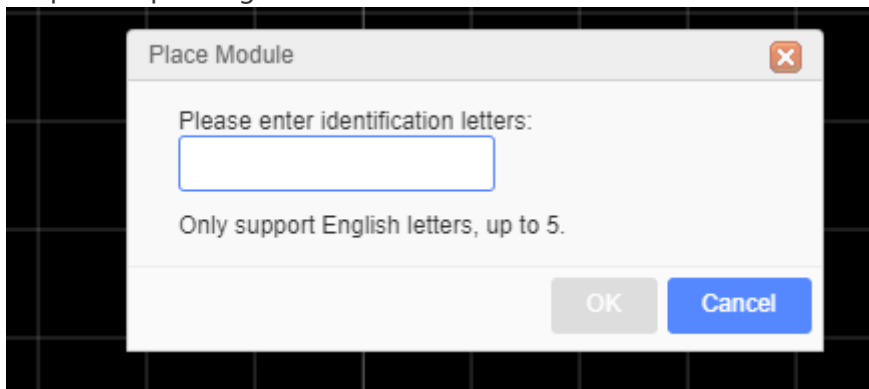 Place Module
Please enter identification letters:
Only support English letters, up to 5.
OK
Cancel